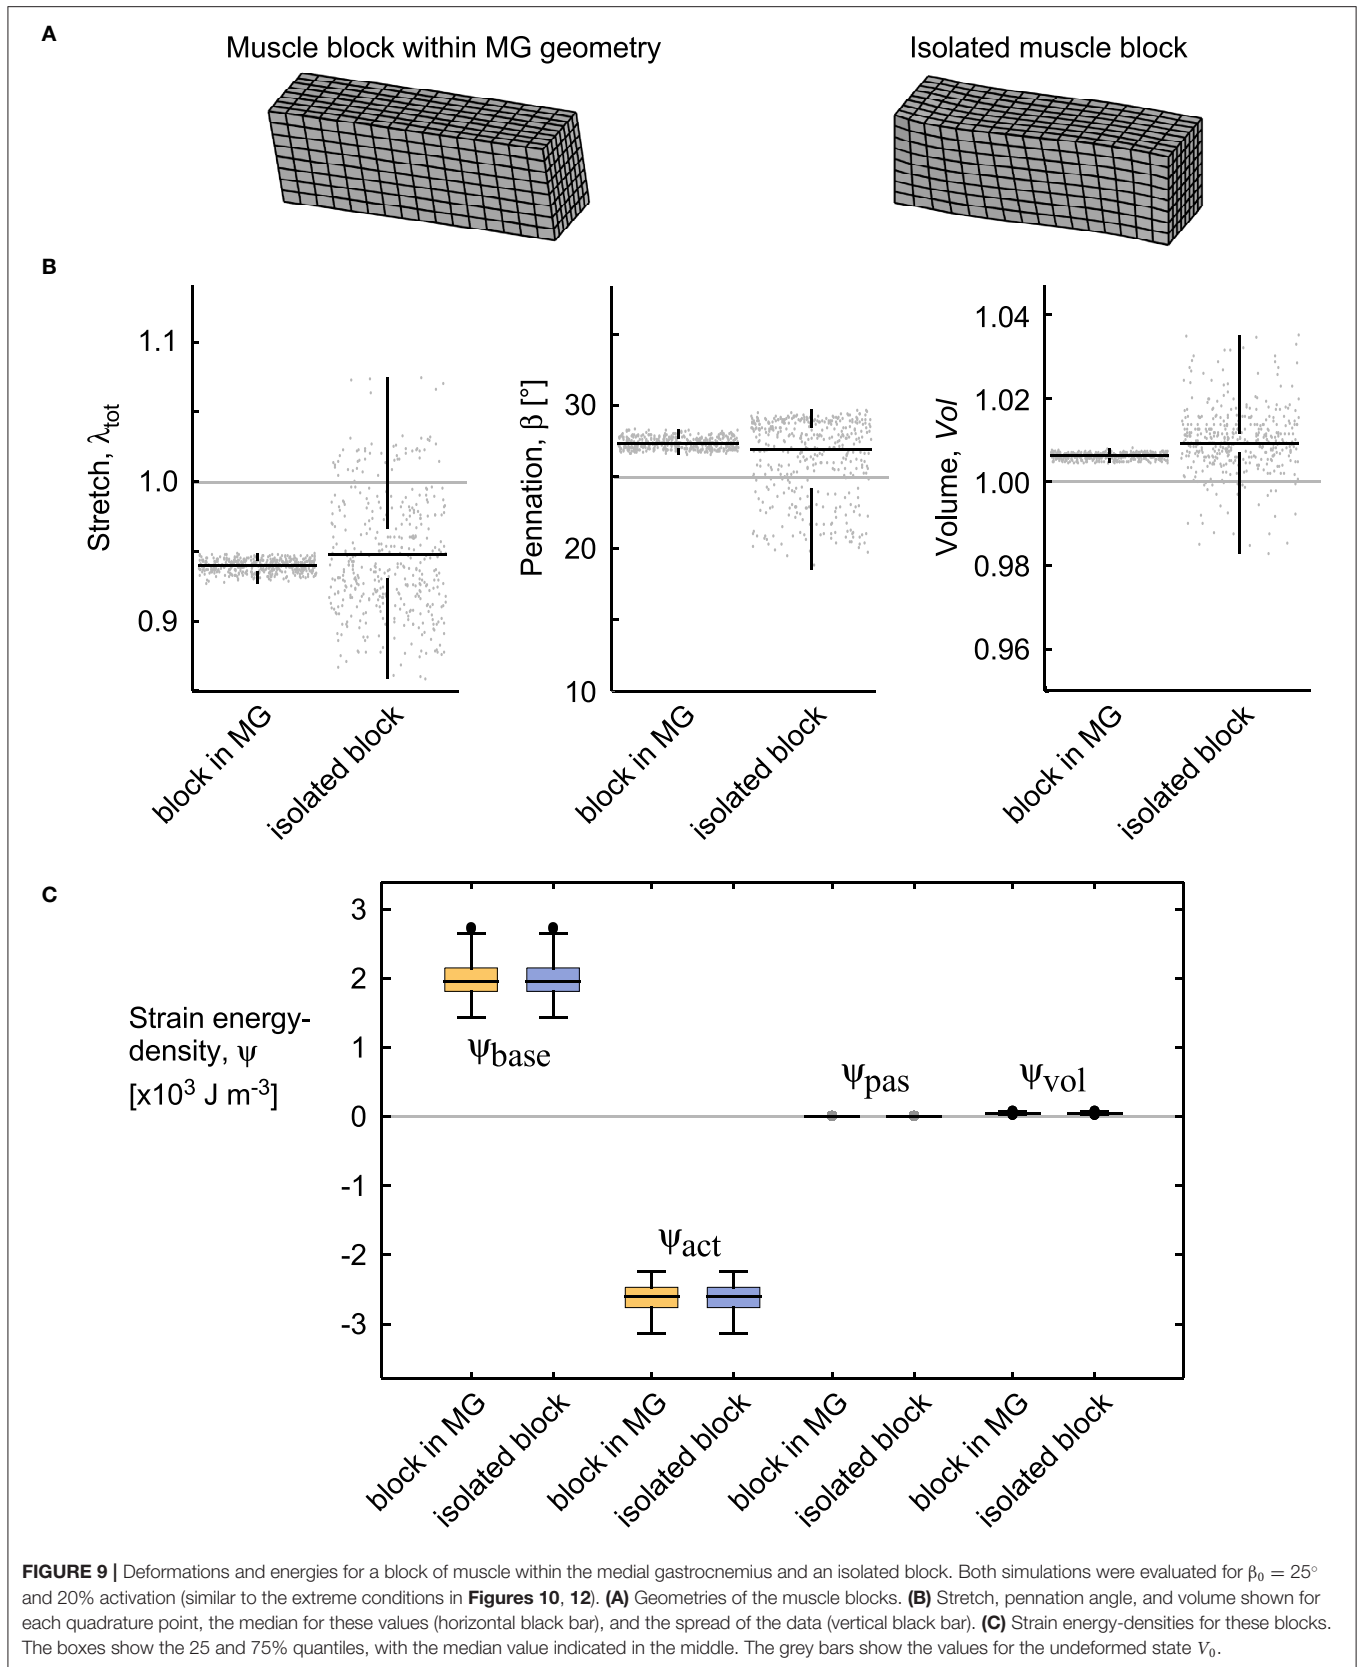 A
Muscle block within MG geometry
Isolated muscle block
B
Stretch, λtot
1.1
1.0
0.9
block in MG
isolated block
Pennation, β [°]
30
20
10
block in MG
isolated block
Volume, Vol
1.04
1.02
1.00
0.98
0.96
block in MG
isolated block
C
Strain energy-
density, ψ
[x10³ J m⁻³]
3
2
1
0
-1
-2
-3
ψbase
ψact
ψpas
ψvol
block in MG
isolated block
block in MG
isolated block
block in MG
isolated block
block in MG
isolated block
FIGURE 9 | Deformations and energies for a block of muscle within the medial gastrocnemius and an isolated block. Both simulations were evaluated for β₀ = 25°
and 20% activation (similar to the extreme conditions in Figures 10, 12). (A) Geometries of the muscle blocks. (B) Stretch, pennation angle, and volume shown for
each quadrature point, the median for these values (horizontal black bar), and the spread of the data (vertical black bar). (C) Strain energy-densities for these blocks.
The boxes show the 25 and 75% quantiles, with the median value indicated in the middle. The grey bars show the values for the undeformed state V₀.